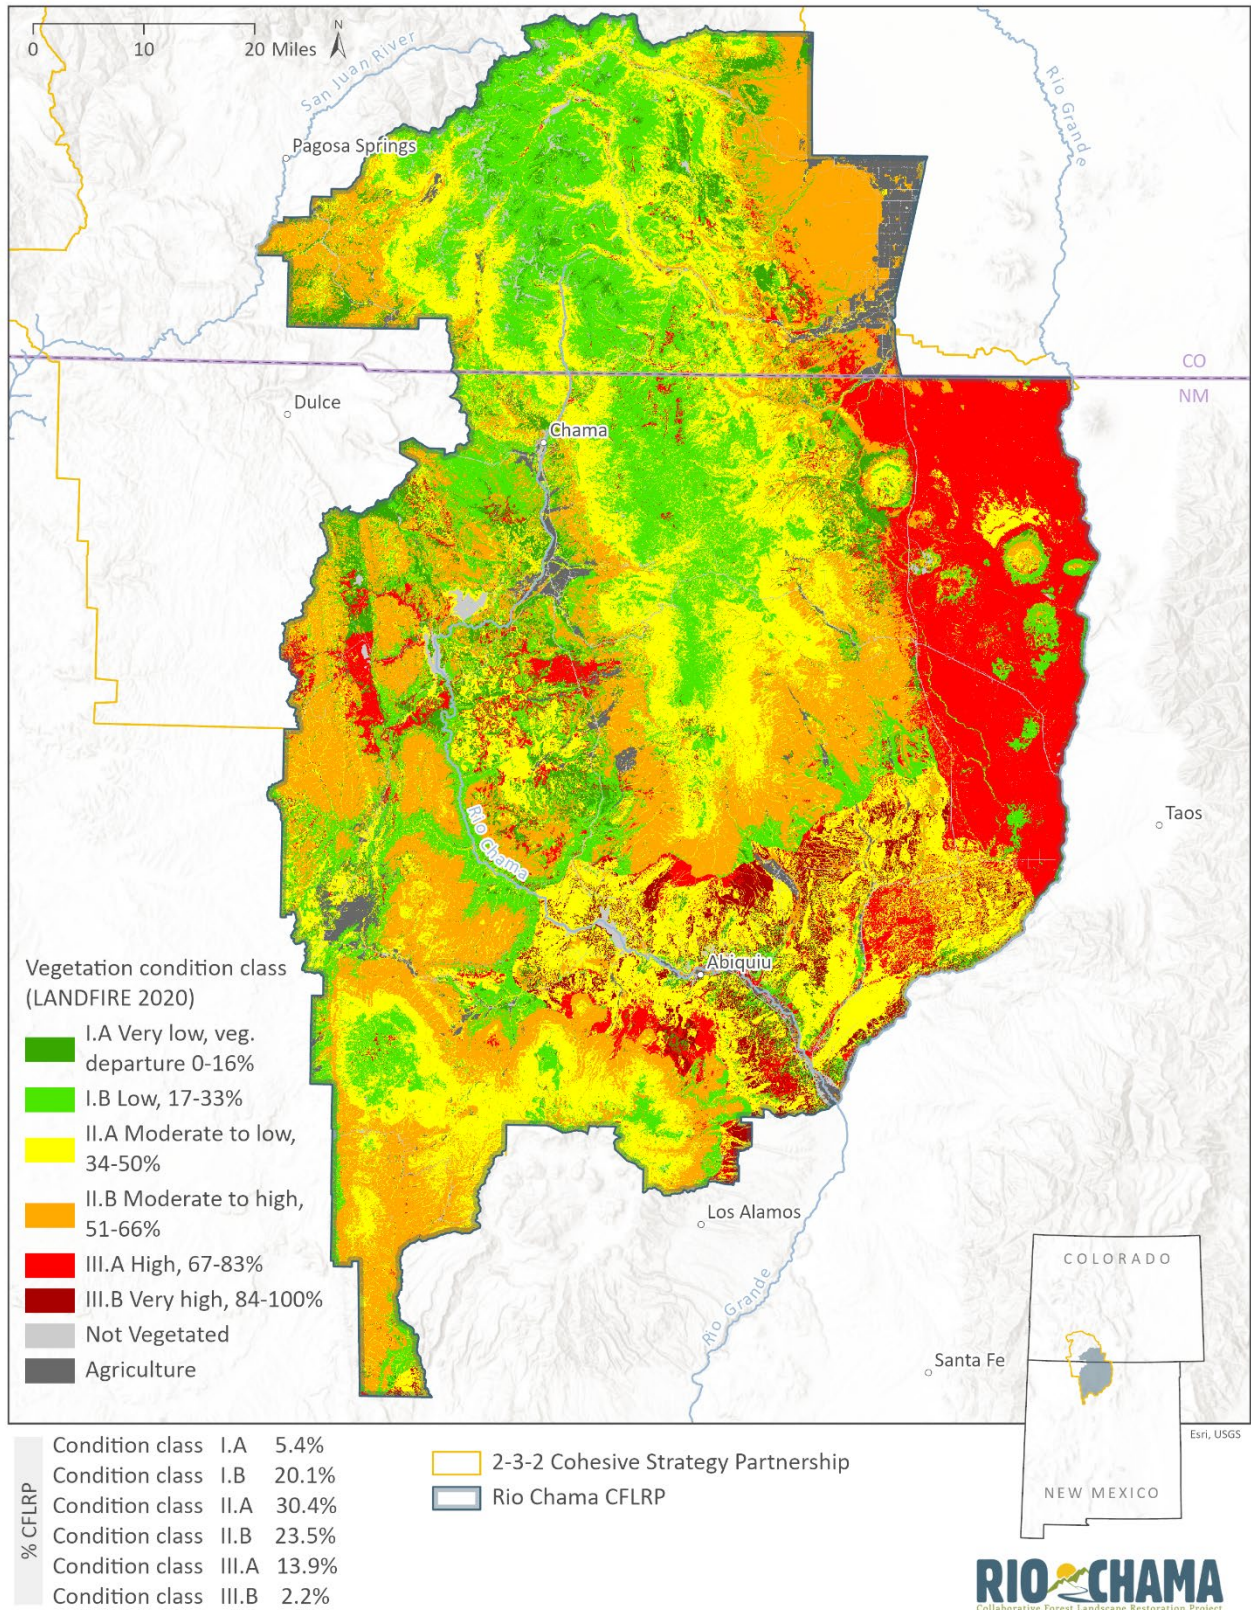 0 10 20 Miles
N
San Juan River
Rio Grande
Pagosa Springs
CO
NM
Dulce
Chama
Rio Chama
Taos
Abiquiu
Los Alamos
Rio Grande
Santa Fe
Vegetation condition class
(LANDFIRE 2020)
I.A Very low, veg.
departure 0-16%
I.B Low, 17-33%
II.A Moderate to low,
34-50%
II.B Moderate to high,
51-66%
III.A High, 67-83%
III.B Very high, 84-100%
Not Vegetated
Agriculture
COLORADO
NEW MEXICO
Esri, USGS
% CFLRP
Condition class I.A 5.4%
Condition class I.B 20.1%
Condition class II.A 30.4%
Condition class II.B 23.5%
Condition class III.A 13.9%
Condition class III.B 2.2%
2-3-2 Cohesive Strategy Partnership
Rio Chama CFLRP
RIO CHAMA
Collaborative Forest Landscape Restoration Project